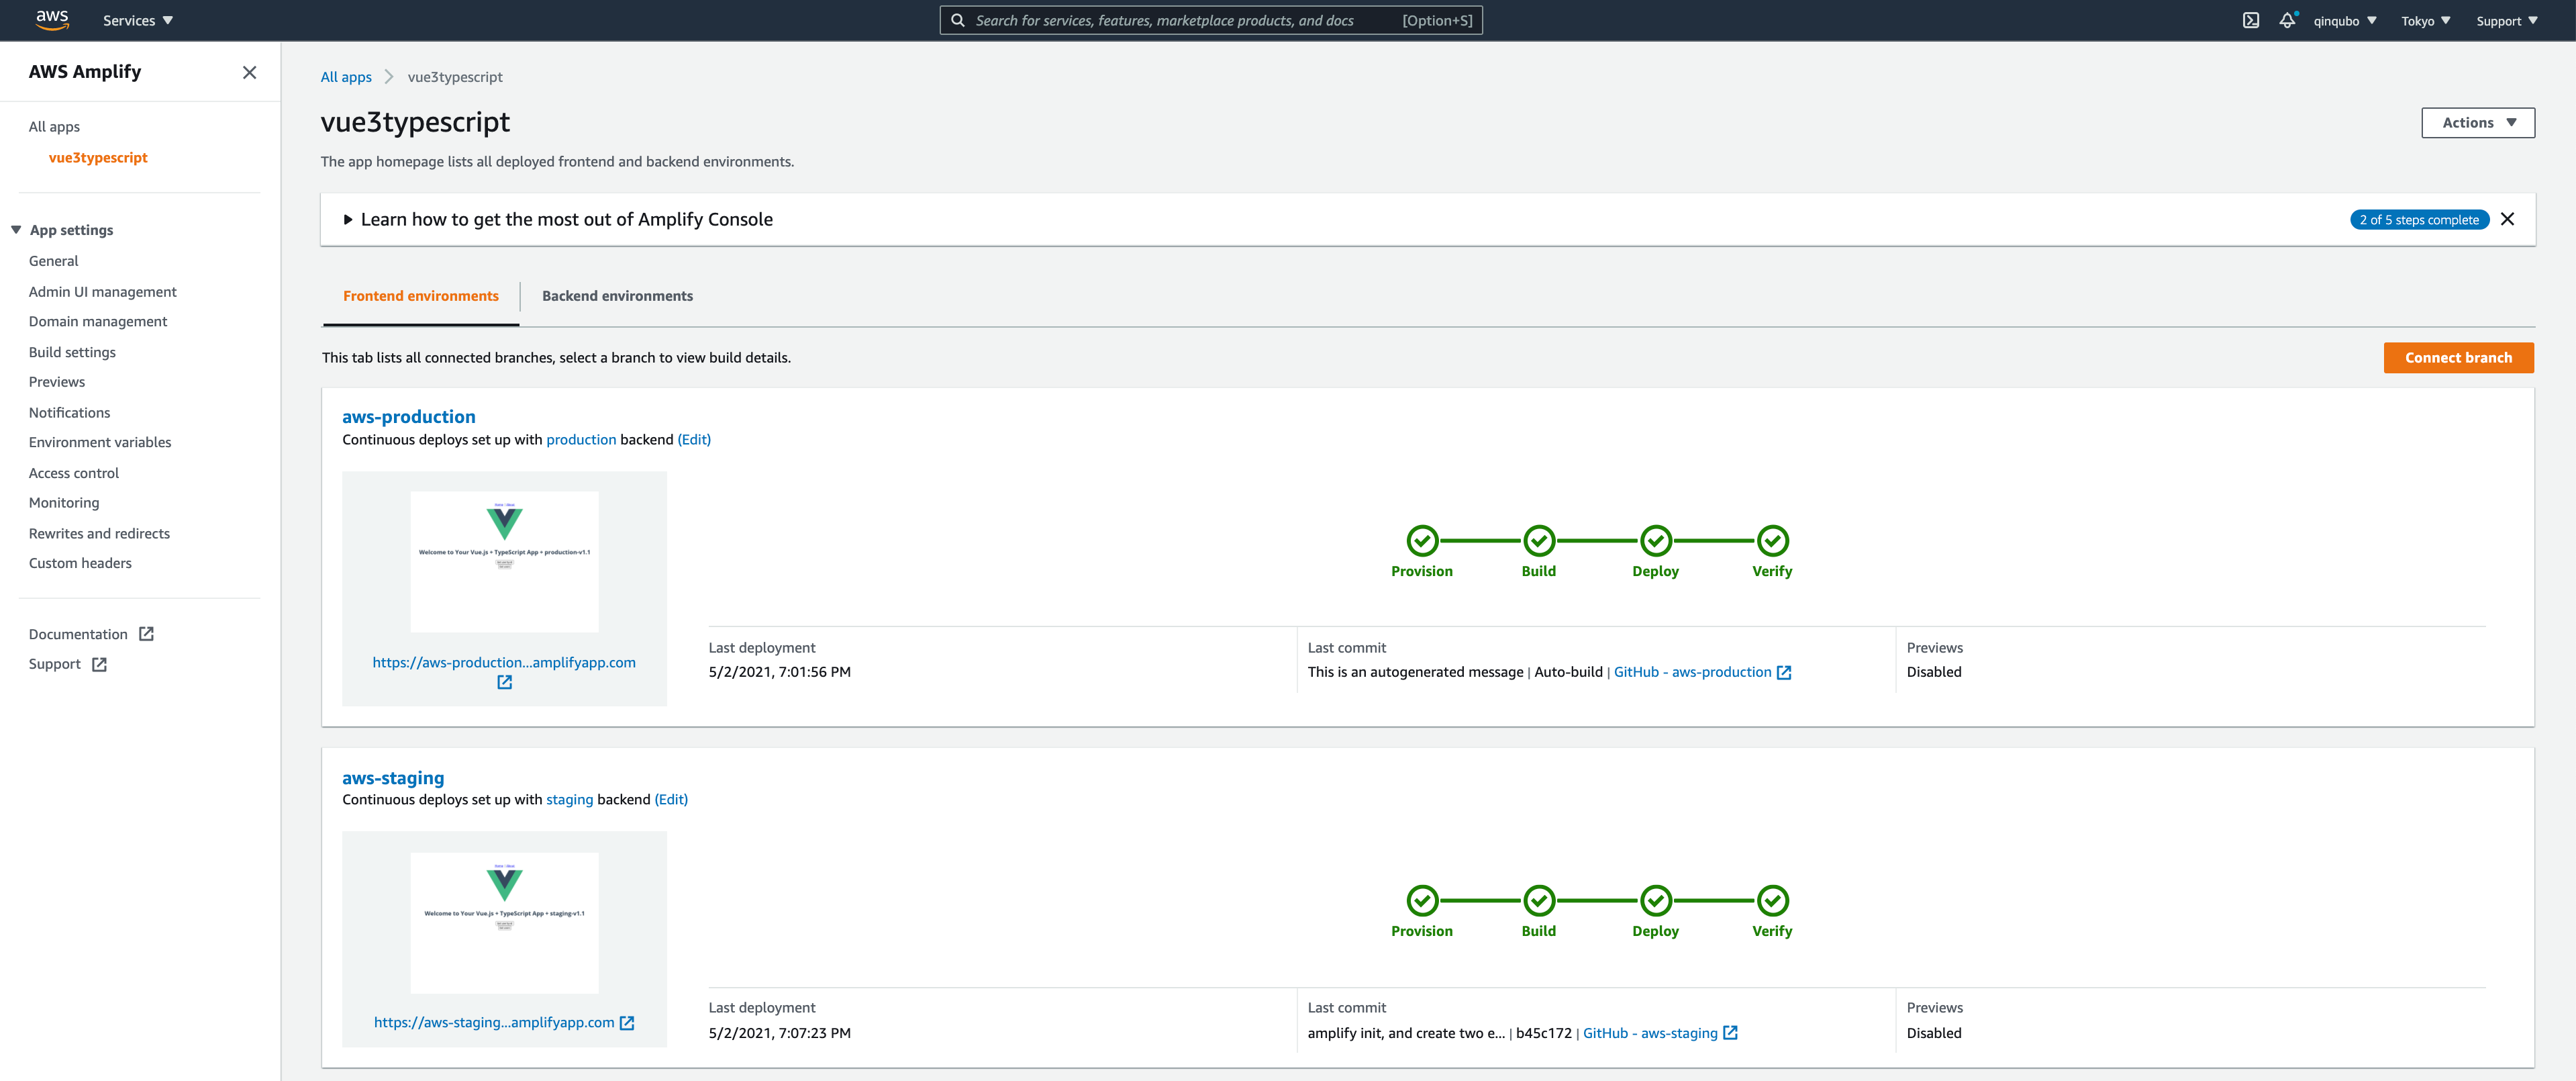 aws
Services
Search for services, features, marketplace products, and docs [Option+S]
qinqubo
Tokyo
Support
AWS Amplify
All apps
vue3typescript
App settings
General
Admin UI management
Domain management
Build settings
Previews
Notifications
Environment variables
Access control
Monitoring
Rewrites and redirects
Custom headers
Documentation
Support
All apps vue3typescript
vue3typescript
Actions
The app homepage lists all deployed frontend and backend environments.
Learn how to get the most out of Amplify Console
2 of 5 steps complete
Frontend environments
Backend environments
This tab lists all connected branches, select a branch to view build details.
Connect branch
aws-production
Continuous deploys set up with production backend (Edit)
Welcome to Your Vue.js + TypeScript App + production-v1.1
https://aws-production...amplifyapp.com
Provision Build Deploy Verify
Last deployment
5/2/2021, 7:01:56 PM
Last commit
This is an autogenerated message | Auto-build | GitHub - aws-production
Previews
Disabled
aws-staging
Continuous deploys set up with staging backend (Edit)
Welcome to Your Vue.js + TypeScript App + staging-v1.1
https://aws-staging...amplifyapp.com
Provision Build Deploy Verify
Last deployment
5/2/2021, 7:07:23 PM
Last commit
amplify init, and create two e... | b45c172 | GitHub - aws-staging
Previews
Disabled